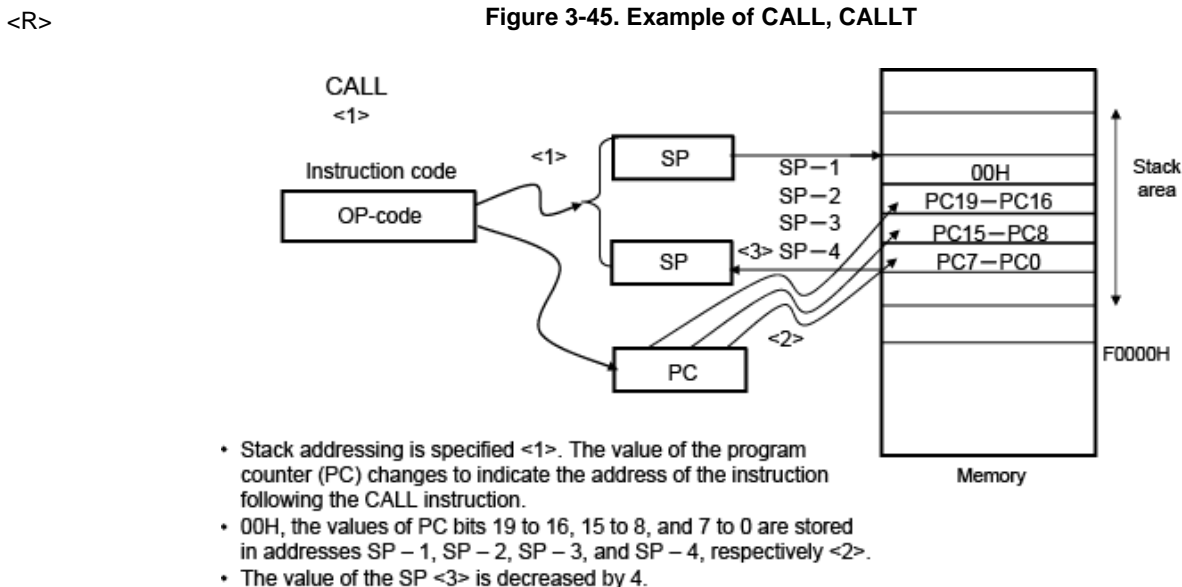 <R>
Figure 3-45. Example of CALL, CALLT
CALL
<1>
Instruction code
OP-code
<1>
SP
SP
PC
SP－1
SP－2
SP－3
<3> SP－4
<2>
00H
PC19－PC16
PC15－PC8
PC7－PC0
Stack
area
F0000H
Memory
• Stack addressing is specified <1>. The value of the program
counter (PC) changes to indicate the address of the instruction
following the CALL instruction.
• 00H, the values of PC bits 19 to 16, 15 to 8, and 7 to 0 are stored
in addresses SP – 1, SP – 2, SP – 3, and SP – 4, respectively <2>.
• The value of the SP <3> is decreased by 4.